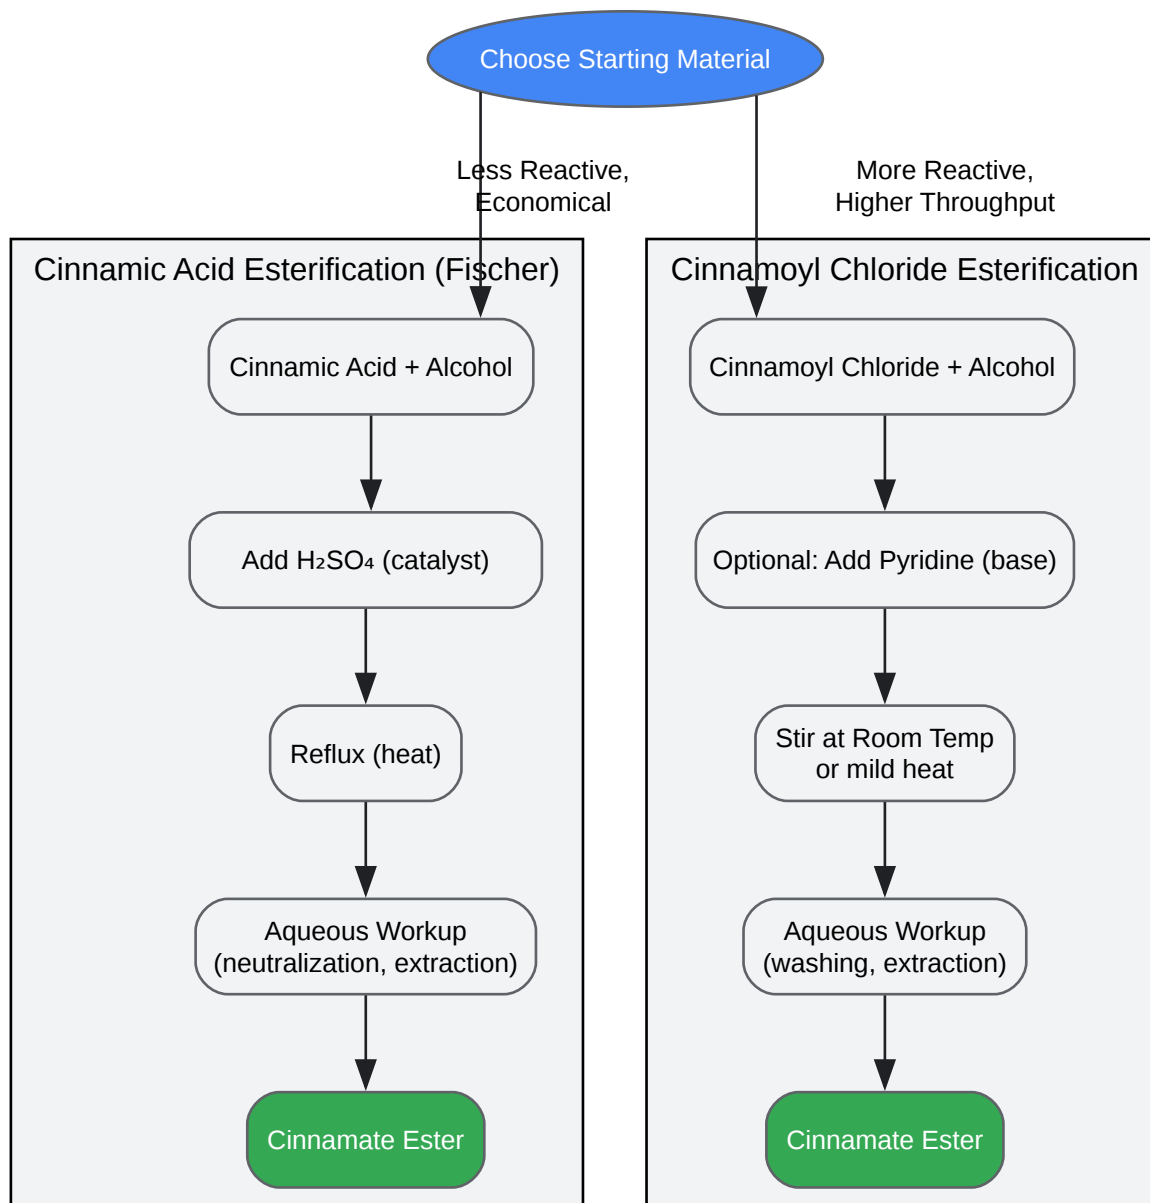 Choose Starting Material
Less Reactive,
Economical
More Reactive,
Higher Throughput
Cinnamic Acid Esterification (Fischer)
Cinnamic Acid + Alcohol
Add H₂SO₄ (catalyst)
Reflux (heat)
Aqueous Workup
(neutralization, extraction)
Cinnamate Ester
Cinnamoyl Chloride Esterification
Cinnamoyl Chloride + Alcohol
Optional: Add Pyridine (base)
Stir at Room Temp
or mild heat
Aqueous Workup
(washing, extraction)
Cinnamate Ester